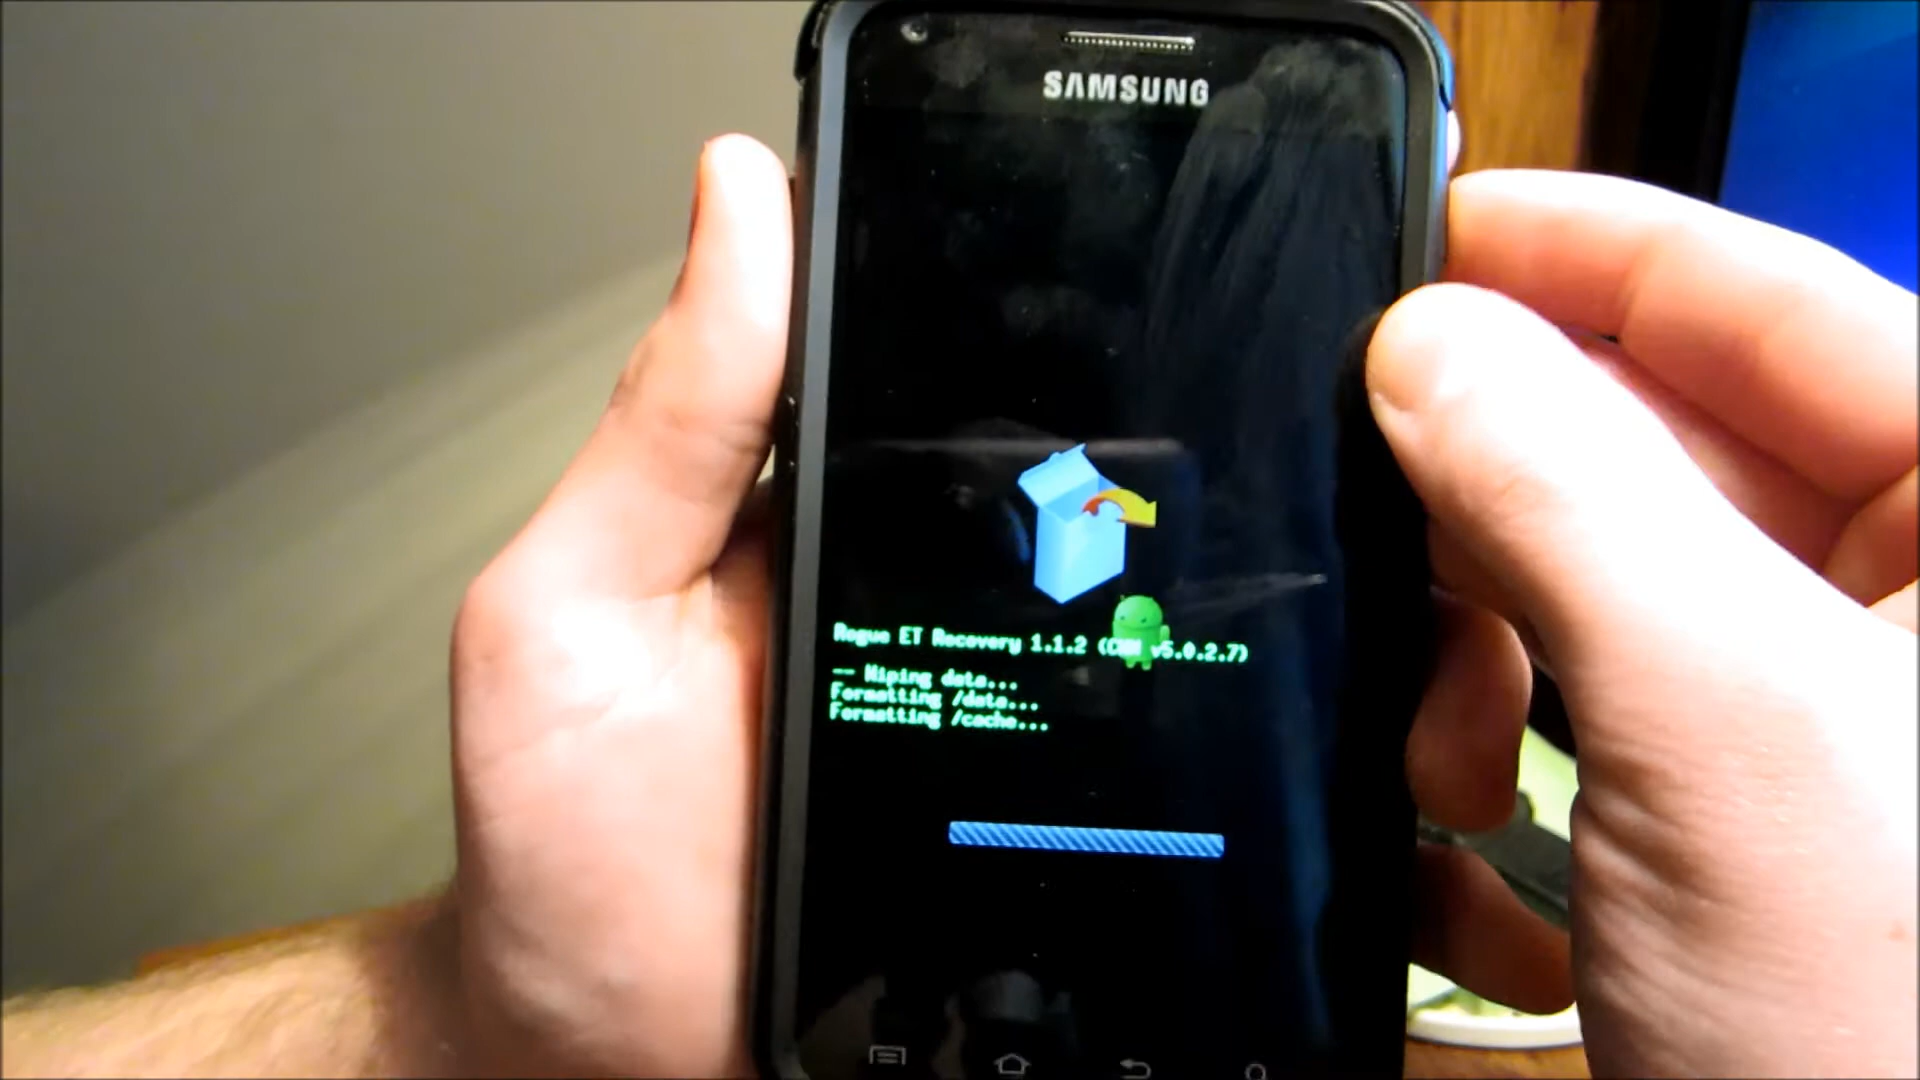 SAMSUNG
Rogue ET Recovery 1.1.2 (CWM v5.0.2.7)
-- Wiping data...
Formatting /data...
Formatting /cache...